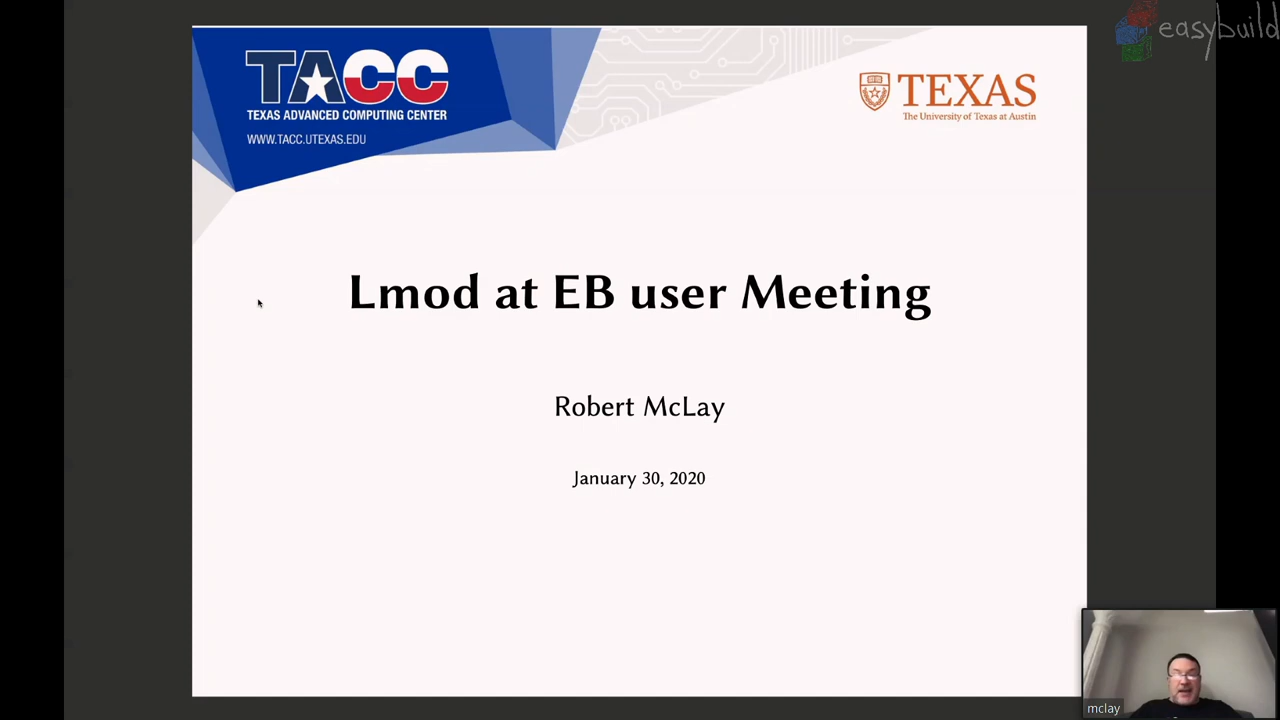 easybuild
TACC
TEXAS ADVANCED COMPUTING CENTER
WWW.TACC.UTEXAS.EDU
TEXAS
The University of Texas at Austin
Lmod at EB user Meeting
Robert McLay
January 30, 2020
mclay